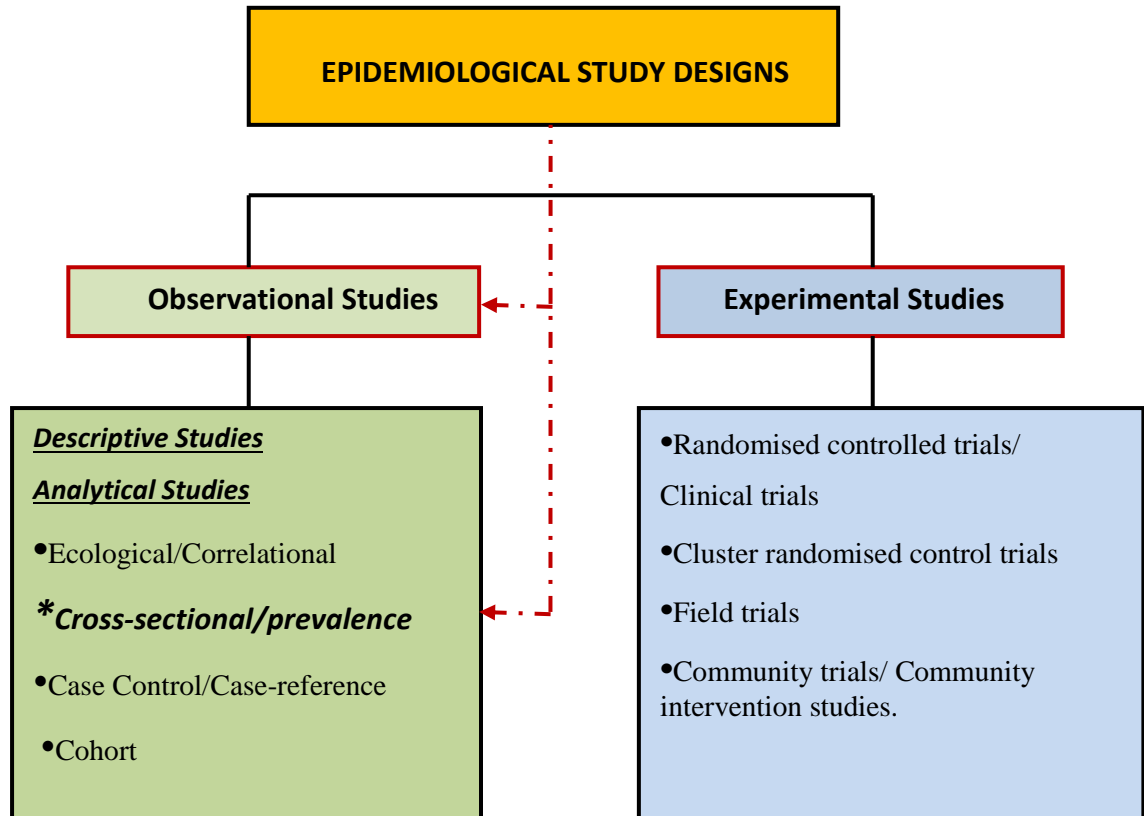 EPIDEMIOLOGICAL STUDY DESIGNS
Observational Studies
Experimental Studies
Descriptive Studies
Analytical Studies
•Ecological/Correlational
*Cross-sectional/prevalence
•Case Control/Case-reference
•Cohort
•Randomised controlled trials/
Clinical trials
•Cluster randomised control trials
•Field trials
•Community trials/ Community
intervention studies.